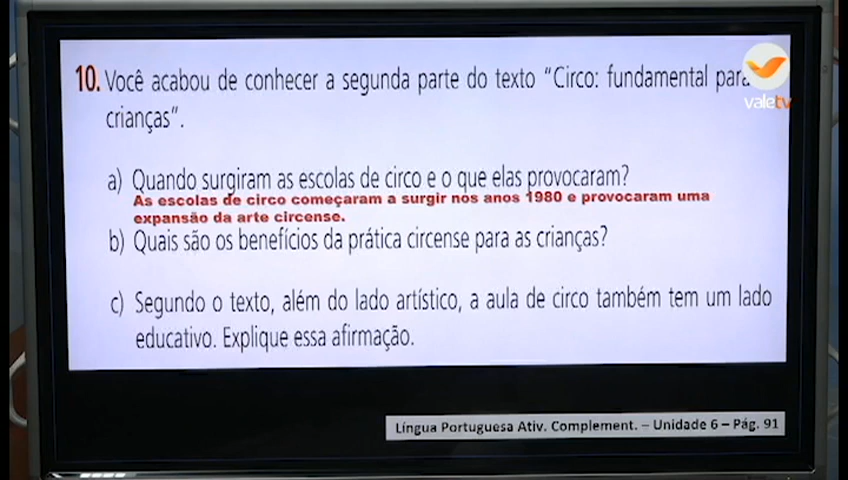 10. Você acabou de conhecer a segunda parte do texto "Circo: fundamental para
crianças".
a) Quando surgiram as escolas de circo e o que elas provocaram?
As escolas de circo começaram a surgir nos anos 1980 e provocaram uma
expansão da arte circense.
b) Quais são os benefícios da prática circense para as crianças?
c) Segundo o texto, além do lado artístico, a aula de circo também tem um lado
educativo. Explique essa afirmação.
Língua Portuguesa Ativ. Complement. – Unidade 6 – Pág. 91
valetv